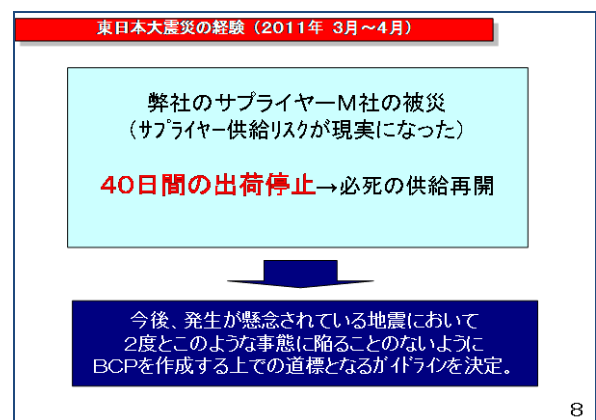 東日本大震災の経験（2011年 3月～4月）
弊社のサプライヤーM社の被災
（ｻﾌﾟﾗｲﾔｰ供給ﾘｽｸが現実になった）
40日間の出荷停止→必死の供給再開
今後、発生が懸念されている地震において
2度とこのような事態に陥ることのないように
BCPを作成する上での道標となるｶﾞｲﾄﾞﾗｲﾝを決定。
8